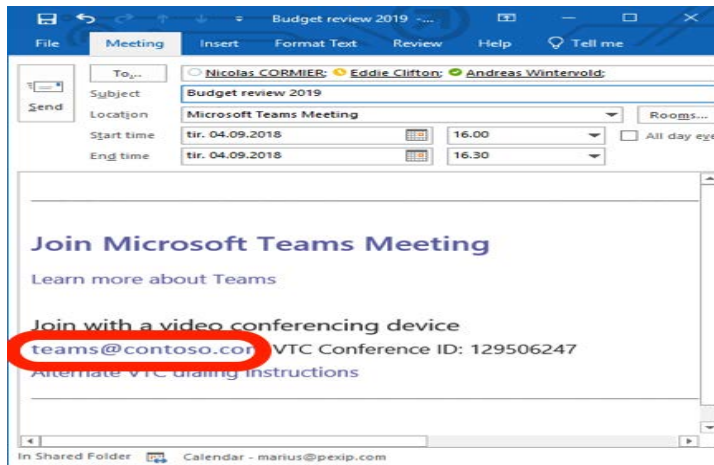 Budget review 2019 -...
File Meeting Insert Format Text Review Help Tell me
To... Nicolas CORMIER; Eddie Clifton; Andreas Wintervold;
Send
Subject Budget review 2019
Location Microsoft Teams Meeting Rooms...
Start time tir. 04.09.2018 16.00 All day eve
End time tir. 04.09.2018 16.30
Join Microsoft Teams Meeting
Learn more about Teams
Join with a video conferencing device
teams@contoso.com VTC Conference ID: 129506247
Alternate VTC dialing instructions
In Shared Folder Calendar - marius@pexip.com